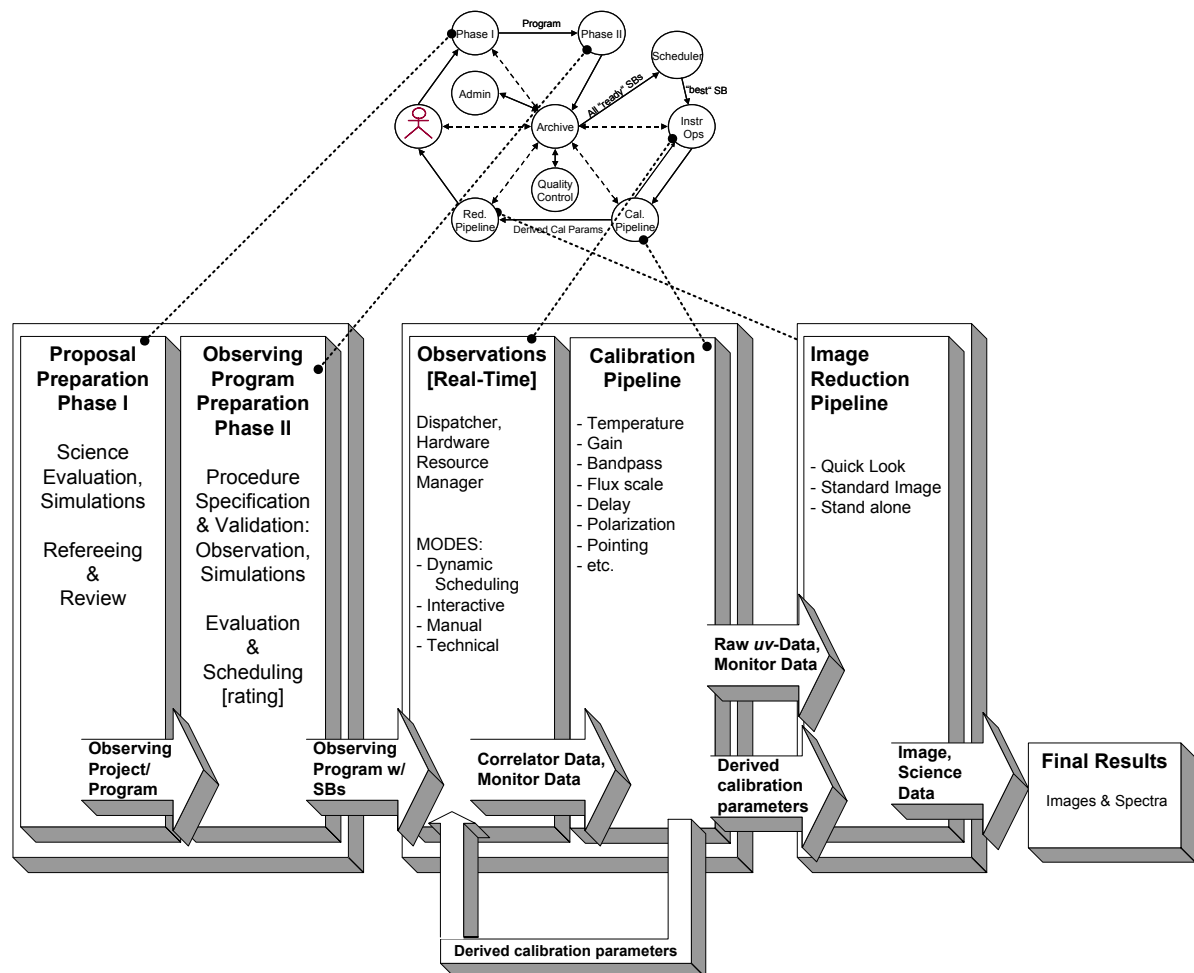 Program
Phase I
Phase II
Scheduler
Admin
All "ready" SBs
"best" SB
Archive
Instr
Ops
Quality
Control
Red.
Pipeline
Derived Cal Params
Cal.
Pipeline
Proposal
Preparation
Phase I
Science
Evaluation,
Simulations
Refereeing
&
Review
Observing
Project/
Program
Observing
Program
Preparation
Phase II
Procedure
Specification
& Validation:
Observation,
Simulations
Evaluation
&
Scheduling
[rating]
Observing
Program w/
SBs
Observations
[Real-Time]
Dispatcher,
Hardware
Resource
Manager
MODES:
- Dynamic
Scheduling
- Interactive
- Manual
- Technical
Correlator Data,
Monitor Data
Calibration
Pipeline
- Temperature
- Gain
- Bandpass
- Flux scale
- Delay
- Polarization
- Pointing
- etc.
Raw uv-Data,
Monitor Data
Derived
calibration
parameters
Image
Reduction
Pipeline
- Quick Look
- Standard Image
- Stand alone
Image,
Science
Data
Final Results
Images & Spectra
Derived calibration parameters